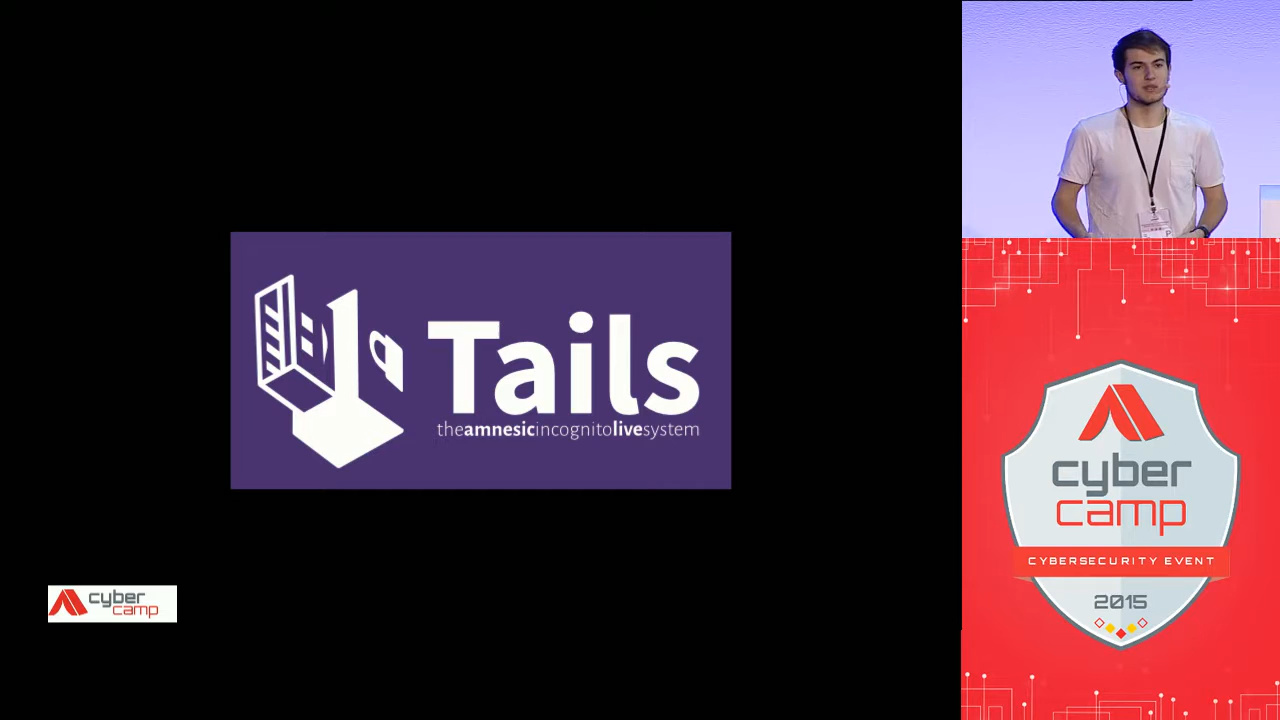 Tails
theamnesicincognitolivesystem
cyber
camp
cyber
camp
CYBERSECURITY EVENT
2015